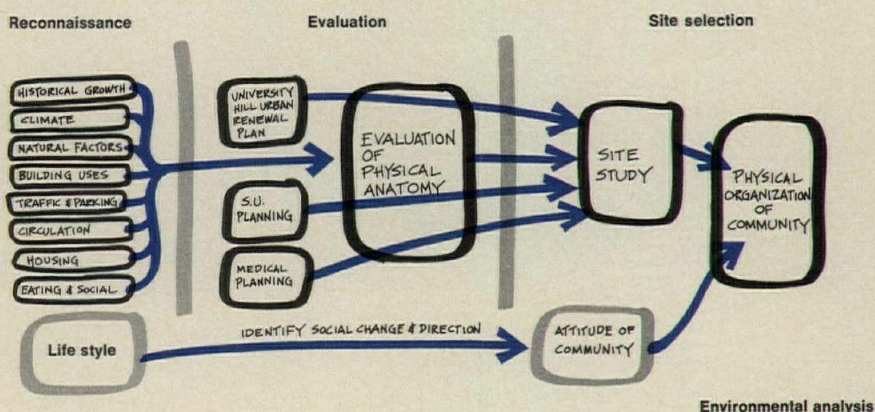 Reconnaissance
Evaluation
Site selection
HISTORICAL GROWTH
CLIMATE
NATURAL FACTORS
BUILDING USES
TRAFFIC & PARKING
CIRCULATION
HOUSING
EATING & SOCIAL
UNIVERSITY
HILL URBAN
RENEWAL
PLAN
S.U.
PLANNING
MEDICAL
PLANNING
EVALUATION
OF
PHYSICAL
ANATOMY
SITE
STUDY
PHYSICAL
ORGANIZATION
OF
COMMUNITY
Life style
IDENTIFY SOCIAL CHANGE & DIRECTION
ATTITUDE OF
COMMUNITY
Environmental analysis